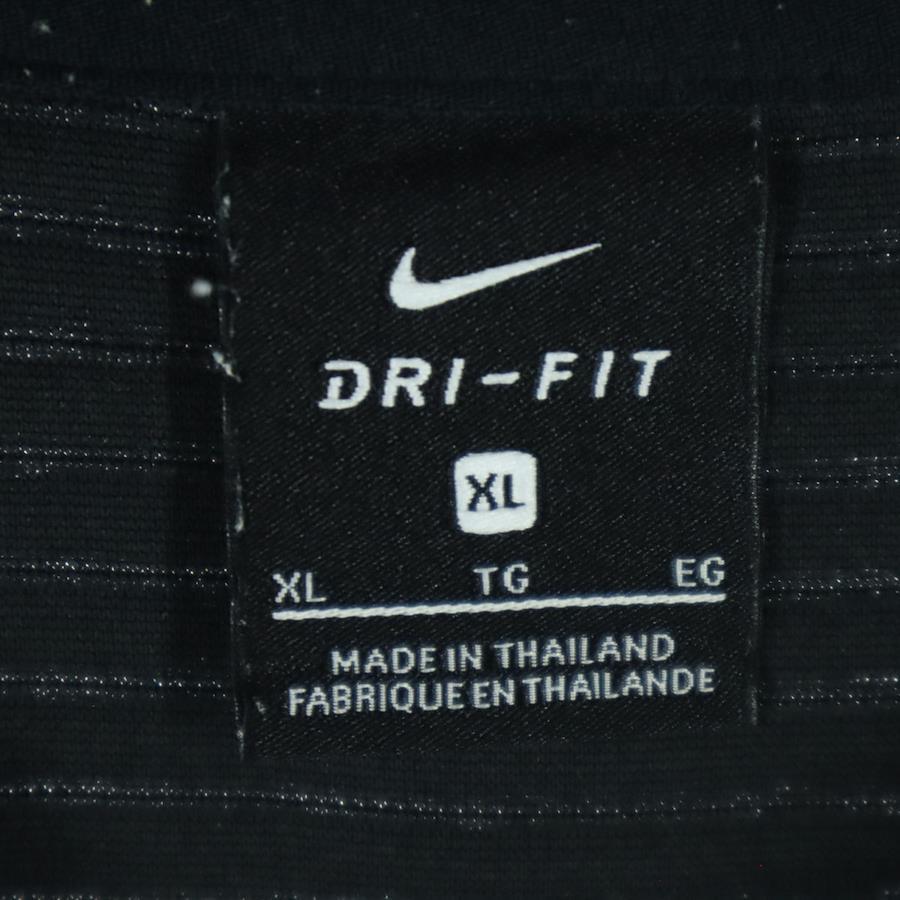 DRI-FIT
XL
XL TG EG
MADE IN THAILAND
FABRIQUE EN THAILANDE